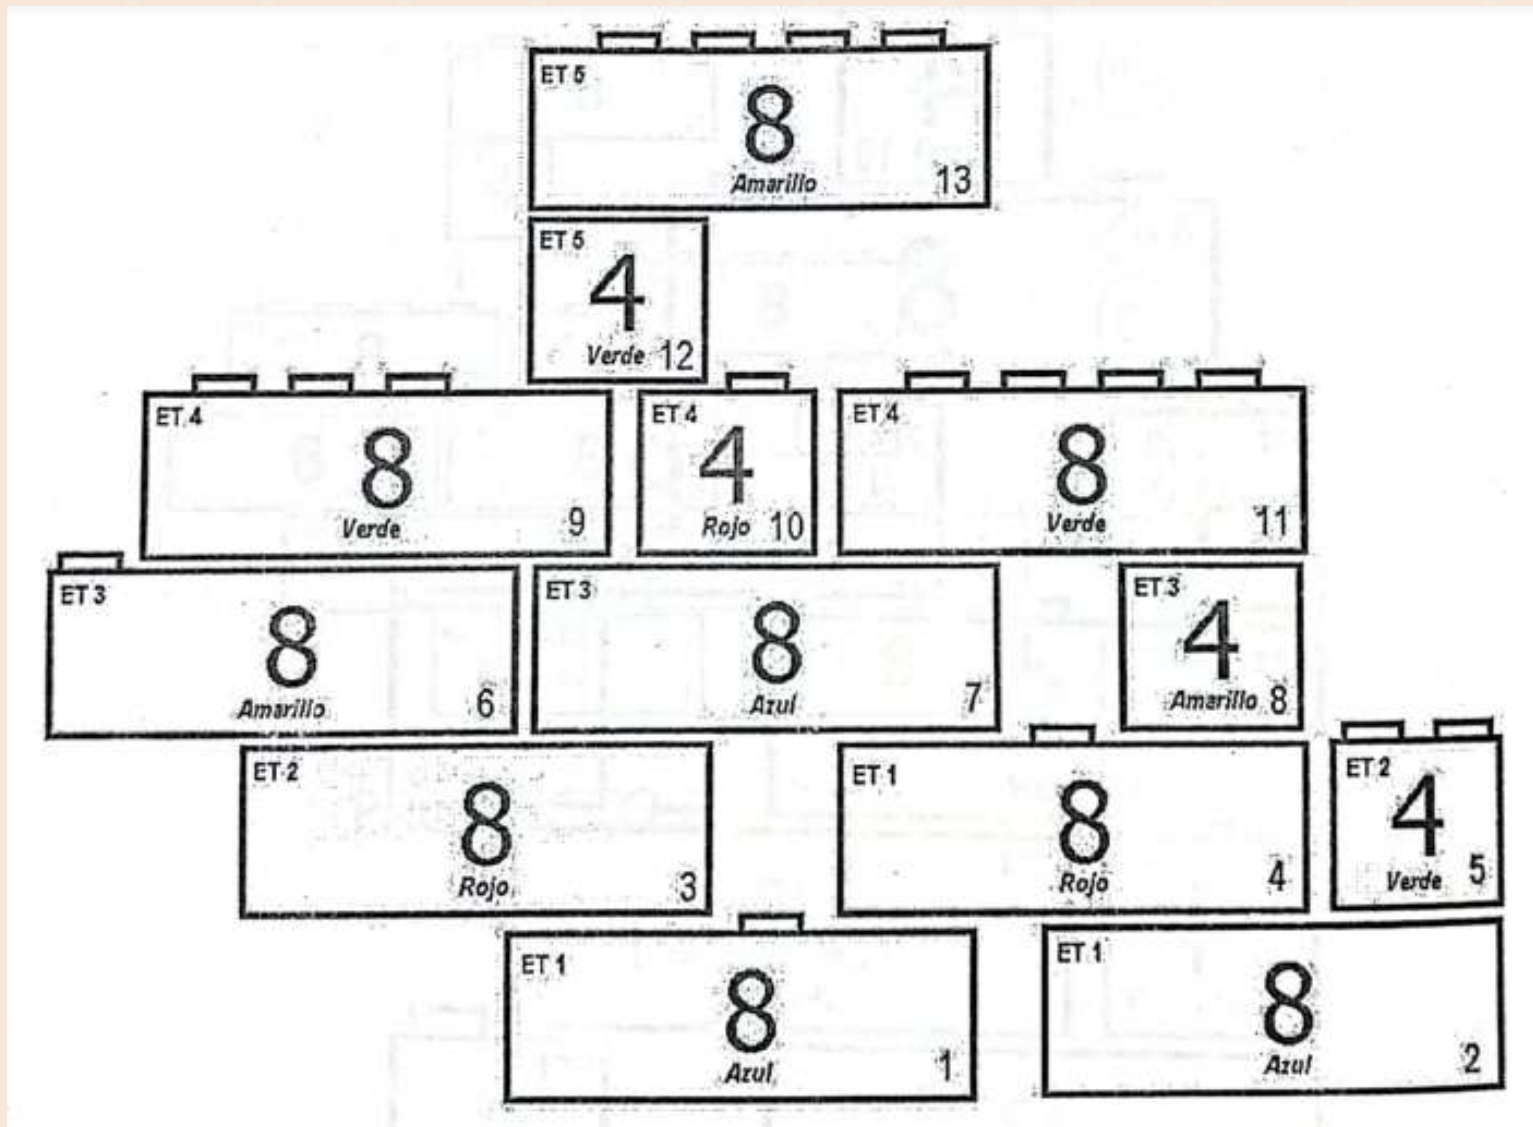 ET 5
8
Amarillo 13
ET 5
4
Verde 12
ET 4
8
Verde 9
ET 4
4
Rojo 10
ET 4
8
Verde 11
ET 3
8
Amarillo 6
ET 3
8
Azul 7
ET 3
4
Amarillo 8
ET 2
8
Rojo 3
ET 1
8
Rojo 4
ET 2
4
Verde 5
ET 1
8
Azul 1
ET 1
8
Azul 2